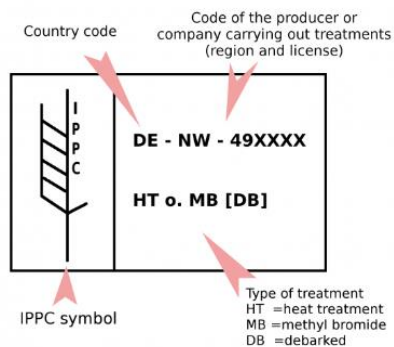 Country code
Code of the producer or
company carrying out treatments
(region and license)
I
P
P
C
DE - NW - 49XXXX
HT o. MB [DB]
IPPC symbol
Type of treatment
HT =heat treatment
MB =methyl bromide
DB =debarked